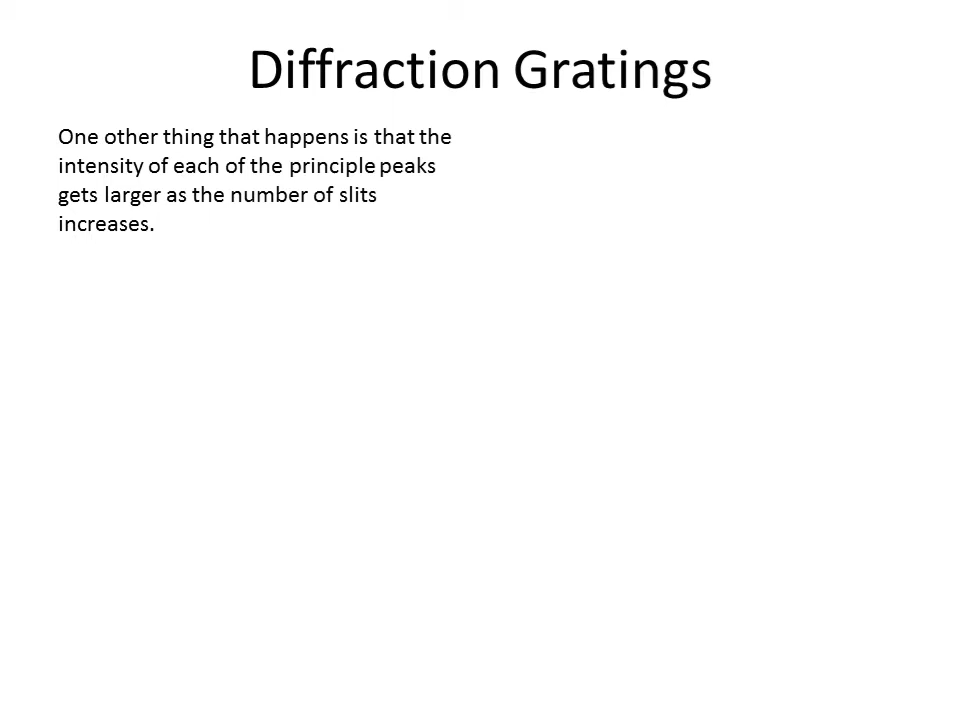 Diffraction Gratings
One other thing that happens is that the
intensity of each of the principle peaks
gets larger as the number of slits
increases.